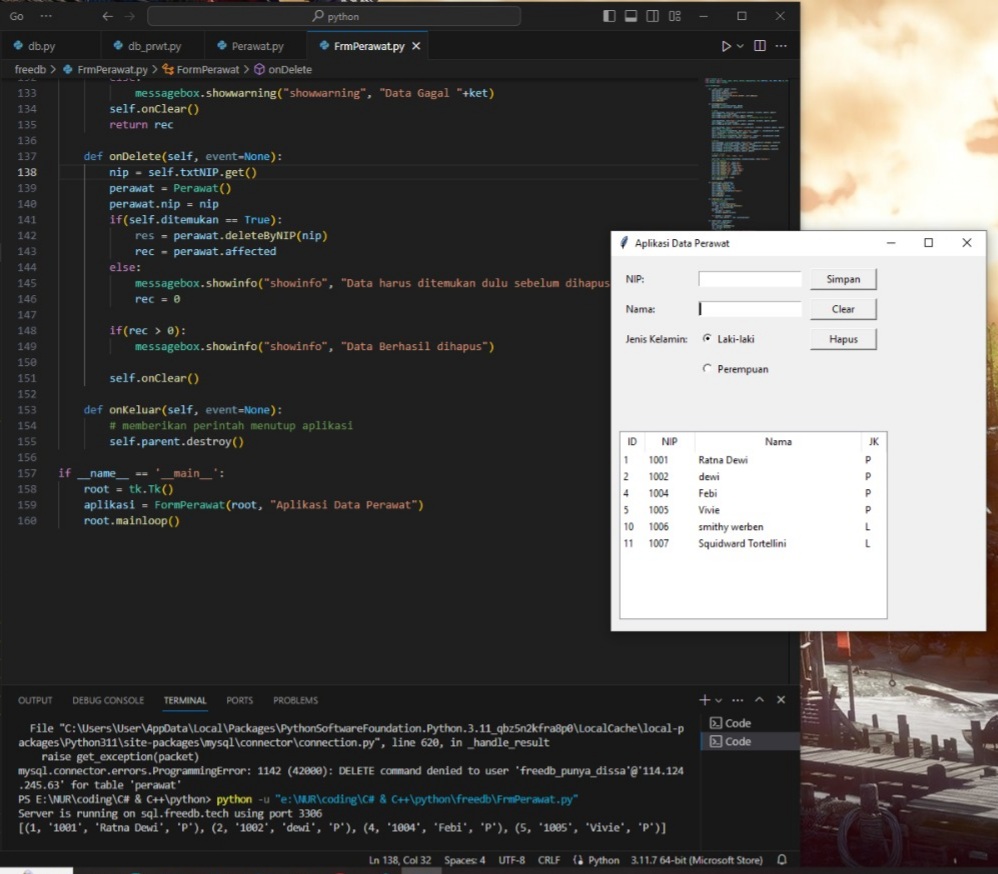 Go ··· python
db.py db_prwt.py Perawat.py FrmPerawat.py
freedb > FrmPerawat.py > FormPerawat > onDelete
133 messagebox.showwarning("showwarning", "Data Gagal "+ket)
134 self.onClear()
135 return rec
136
137 def onDelete(self, event=None):
138 nip = self.txtNIP.get()
139 perawat = Perawat()
140 perawat.nip = nip
141 if(self.ditemukan == True):
142 res = perawat.deleteByNIP(nip)
143 rec = perawat.affected
144 else:
145 messagebox.showinfo("showinfo", "Data harus ditemukan dulu sebelum dihapus
146 rec = 0
147
148 if(rec > 0):
149 messagebox.showinfo("showinfo", "Data Berhasil dihapus")
150
151 self.onClear()
152
153 def onKeluar(self, event=None):
154 # memberikan perintah menutup aplikasi
155 self.parent.destroy()
156
157 if __name__ == '__main__':
158 root = tk.Tk()
159 aplikasi = FormPerawat(root, "Aplikasi Data Perawat")
160 root.mainloop()
Aplikasi Data Perawat
NIP: Simpan
Nama: Clear
Jenis Kelamin: Laki-laki Hapus
Perempuan
ID NIP Nama JK
1 1001 Ratna Dewi P
2 1002 dewi P
4 1004 Febi P
5 1005 Vivie P
10 1006 smithy werben L
11 1007 Squidward Tortellini L
OUTPUT DEBUG CONSOLE TERMINAL PORTS PROBLEMS
Code
Code
File "C:\Users\User\AppData\Local\Packages\PythonSoftwareFoundation.Python.3.11_qbz5n2kfra8p0\LocalCache\local-p
ackages\Python311\site-packages\mysql\connector\connection.py", line 620, in _handle_result
raise get_exception(packet)
mysql.connector.errors.ProgrammingError: 1142 (42000): DELETE command denied to user 'freedb_punya_dissa'@'114.124
.245.63' for table 'perawat'
PS E:\NUR\coding\C# & C++\python> python -u "e:\NUR\coding\C# & C++\python\freedb\FrmPerawat.py"
Server is running on sql.freedb.tech using port 3306
[(1, '1001', 'Ratna Dewi', 'P'), (2, '1002', 'dewi', 'P'), (4, '1004', 'Febi', 'P'), (5, '1005', 'Vivie', 'P')]
Ln 138, Col 32 Spaces: 4 UTF-8 CRLF Python 3.11.7 64-bit (Microsoft Store)